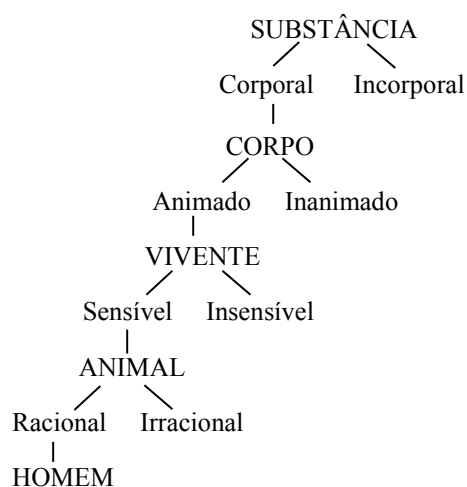 SUBSTÂNCIA
Corporal Incorporal
CORPO
Animado Inanimado
VIVENTE
Sensível Insensível
ANIMAL
Racional Irracional
HOMEM